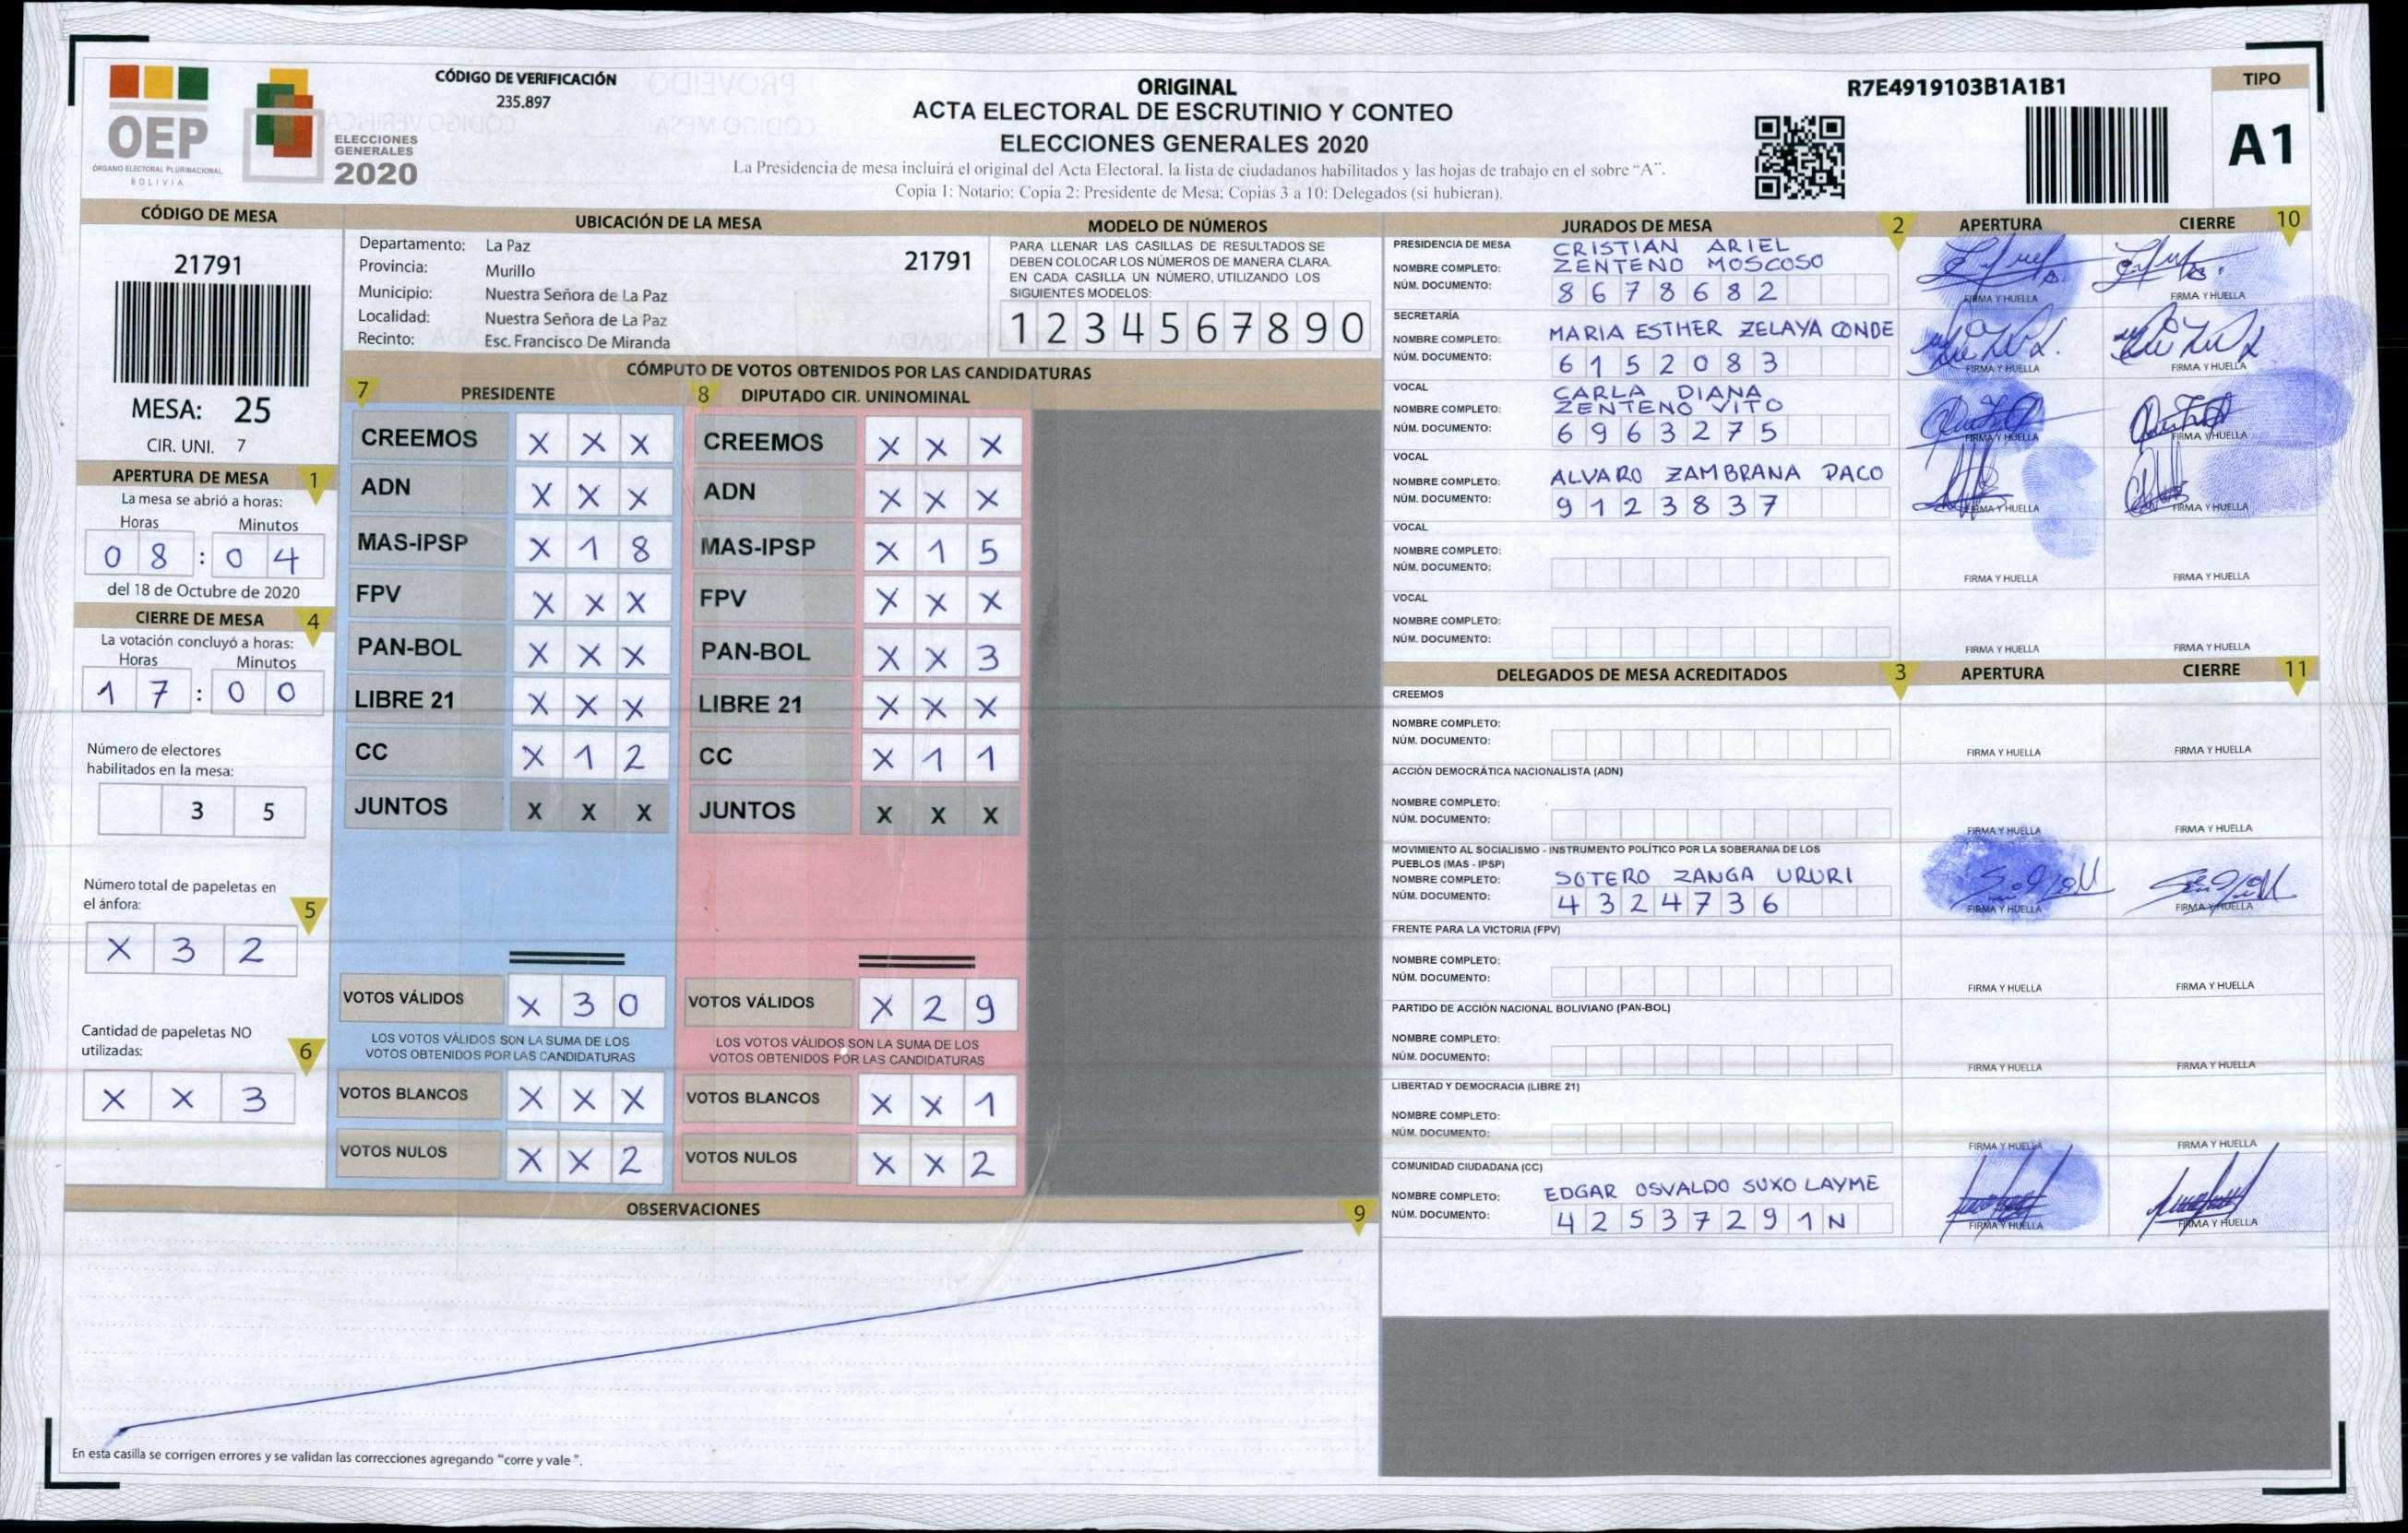 OEP
ÓRGANO ELECTORAL PLURINACIONAL
BOLIVIA
ELECCIONES
GENERALES
2020
CÓDIGO DE VERIFICACIÓN
235.897
ORIGINAL
ACTA ELECTORAL DE ESCRUTINIO Y CONTEO
ELECCIONES GENERALES 2020
La Presidencia de mesa incluirá el original del Acta Electoral, la lista de ciudadanos habilitados y las hojas de trabajo en el sobre “A”.
Copia 1: Notario; Copia 2: Presidente de Mesa; Copias 3 a 10: Delegados (si hubieran).
R7E4919103B1A1B1
TIPO
A1
CÓDIGO DE MESA
21791
MESA: 25
CIR. UNI. 7
APERTURA DE MESA 1
La mesa se abrió a horas:
Horas Minutos
0 8 : 0 4
del 18 de Octubre de 2020
CIERRE DE MESA 4
La votación concluyó a horas:
Horas Minutos
1 7 : 0 0
Número de electores
habilitados en la mesa:
3 5
Número total de papeletas en
el ánfora: 5
X 3 2
Cantidad de papeletas NO
utilizadas: 6
X X 3
UBICACIÓN DE LA MESA
Departamento: La Paz
Provincia: Murillo
Municipio: Nuestra Señora de La Paz
Localidad: Nuestra Señora de La Paz
Recinto: Esc. Francisco De Miranda
21791
MODELO DE NÚMEROS
PARA LLENAR LAS CASILLAS DE RESULTADOS SE
DEBEN COLOCAR LOS NÚMEROS DE MANERA CLARA.
EN CADA CASILLA UN NÚMERO, UTILIZANDO LOS
SIGUIENTES MODELOS:
1 2 3 4 5 6 7 8 9 0
CÓMPUTO DE VOTOS OBTENIDOS POR LAS CANDIDATURAS
7 PRESIDENTE
CREEMOS X X X
ADN X X X
MAS-IPSP X 1 8
FPV X X X
PAN-BOL X X X
LIBRE 21 X X X
CC X 1 2
JUNTOS X X X
VOTOS VÁLIDOS X 3 0
LOS VOTOS VÁLIDOS SON LA SUMA DE LOS
VOTOS OBTENIDOS POR LAS CANDIDATURAS
VOTOS BLANCOS X X X
VOTOS NULOS X X 2
8 DIPUTADO CIR. UNINOMINAL
CREEMOS X X X
ADN X X X
MAS-IPSP X 1 5
FPV X X X
PAN-BOL X X 3
LIBRE 21 X X X
CC X 1 1
JUNTOS X X X
VOTOS VÁLIDOS X 2 9
LOS VOTOS VÁLIDOS SON LA SUMA DE LOS
VOTOS OBTENIDOS POR LAS CANDIDATURAS
VOTOS BLANCOS X X 1
VOTOS NULOS X X 2
OBSERVACIONES 9
En esta casilla se corrigen errores y se validan las correcciones agregando “corre y vale ”.
JURADOS DE MESA 2 APERTURA CIERRE 10
PRESIDENCIA DE MESA CRISTIAN ARIEL
NOMBRE COMPLETO: ZENTENO MOSCOSO
NÚM. DOCUMENTO: 8 6 7 8 6 8 2
FIRMA Y HUELLA FIRMA Y HUELLA
SECRETARÍA
NOMBRE COMPLETO: MARIA ESTHER ZELAYA CONDE
NÚM. DOCUMENTO: 6 1 5 2 0 8 3
FIRMA Y HUELLA FIRMA Y HUELLA
VOCAL CARLA DIANA
NOMBRE COMPLETO: ZENTENO VITO
NÚM. DOCUMENTO: 6 9 6 3 2 7 5
FIRMA Y HUELLA FIRMA Y HUELLA
VOCAL
NOMBRE COMPLETO: ALVARO ZAMBRANA PACO
NÚM. DOCUMENTO: 9 1 2 3 8 3 7
FIRMA Y HUELLA FIRMA Y HUELLA
VOCAL
NOMBRE COMPLETO:
NÚM. DOCUMENTO:
FIRMA Y HUELLA FIRMA Y HUELLA
VOCAL
NOMBRE COMPLETO:
NÚM. DOCUMENTO:
FIRMA Y HUELLA FIRMA Y HUELLA
DELEGADOS DE MESA ACREDITADOS 3 APERTURA CIERRE 11
CREEMOS
NOMBRE COMPLETO:
NÚM. DOCUMENTO:
FIRMA Y HUELLA FIRMA Y HUELLA
ACCIÓN DEMOCRÁTICA NACIONALISTA (ADN)
NOMBRE COMPLETO:
NÚM. DOCUMENTO:
FIRMA Y HUELLA FIRMA Y HUELLA
MOVIMIENTO AL SOCIALISMO - INSTRUMENTO POLÍTICO POR LA SOBERANIA DE LOS
PUEBLOS (MAS - IPSP)
NOMBRE COMPLETO: SOTERO ZANGA URURI
NÚM. DOCUMENTO: 4 3 2 4 7 3 6
FIRMA Y HUELLA FIRMA Y HUELLA
FRENTE PARA LA VICTORIA (FPV)
NOMBRE COMPLETO:
NÚM. DOCUMENTO:
FIRMA Y HUELLA FIRMA Y HUELLA
PARTIDO DE ACCIÓN NACIONAL BOLIVIANO (PAN-BOL)
NOMBRE COMPLETO:
NÚM. DOCUMENTO:
FIRMA Y HUELLA FIRMA Y HUELLA
LIBERTAD Y DEMOCRACIA (LIBRE 21)
NOMBRE COMPLETO:
NÚM. DOCUMENTO:
FIRMA Y HUELLA FIRMA Y HUELLA
COMUNIDAD CIUDADANA (CC)
NOMBRE COMPLETO: EDGAR OSVALDO SUXO LAYME
NÚM. DOCUMENTO: 4 2 5 3 7 2 9 1 N
FIRMA Y HUELLA FIRMA Y HUELLA